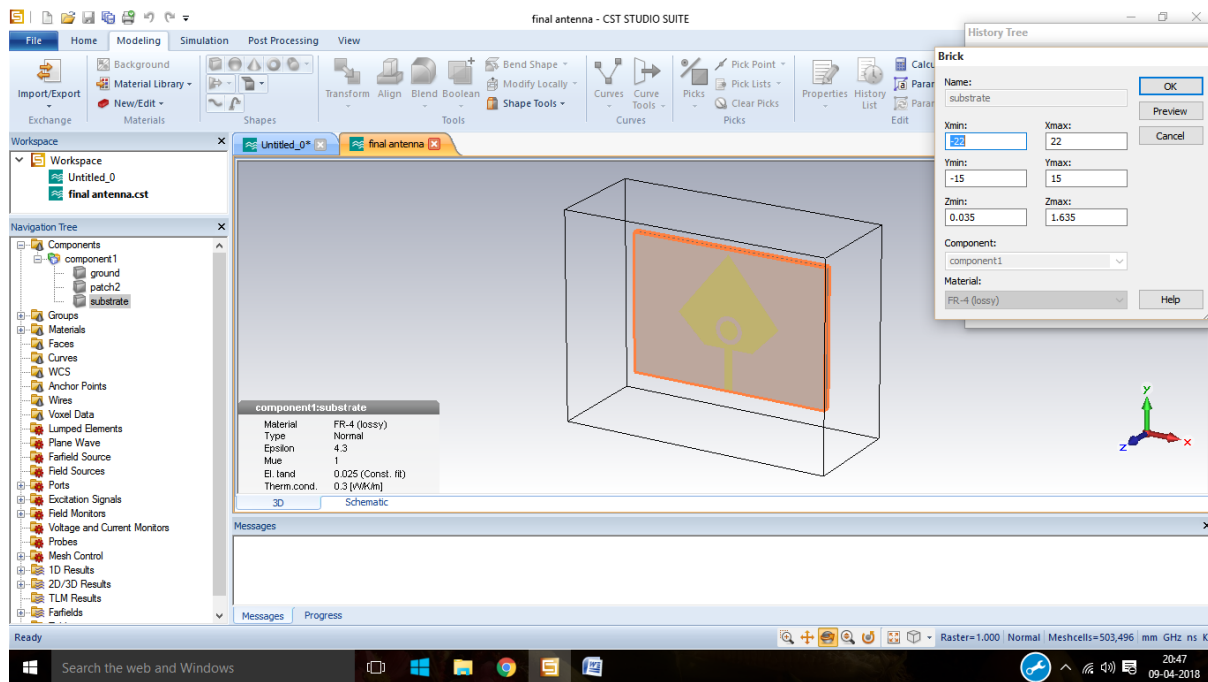 final antenna - CST STUDIO SUITE
File Home Modeling Simulation Post Processing View
Import/Export
Exchange
Background
Material Library
New/Edit
Materials
Shapes
Transform Align Blend Boolean
Bend Shape
Modify Locally
Shape Tools
Tools
Curves Curve Tools
Curves
Picks
Pick Point
Pick Lists
Clear Picks
Picks
Properties History List
Calcu
Parar
Parar
Edit
History Tree
Brick
Name:
substrate
OK
Preview
Cancel
Xmin: Xmax:
-22 22
Ymin: Ymax:
-15 15
Zmin: Zmax:
0.035 1.635
Component:
component1
Material:
FR-4 (lossy)
Help
Workspace
Workspace
Untitled_0
final antenna.cst
Untitled_0* final antenna
Navigation Tree
Components
component1
ground
patch2
substrate
Groups
Materials
Faces
Curves
WCS
Anchor Points
Wires
Voxel Data
Lumped Elements
Plane Wave
Farfield Source
Field Sources
Ports
Excitation Signals
Field Monitors
Voltage and Current Monitors
Probes
Mesh Control
1D Results
2D/3D Results
TLM Results
Farfields
component1:substrate
Material FR-4 (lossy)
Type Normal
Epsilon 4.3
Mue 1
El. tand 0.025 (Const. fit)
Therm.cond. 0.3 [W/K/m]
y
x
z
3D Schematic
Messages
Messages Progress
Ready
Raster=1.000 Normal Meshcells=503,496 mm GHz ns K
Search the web and Windows
20:47
09-04-2018